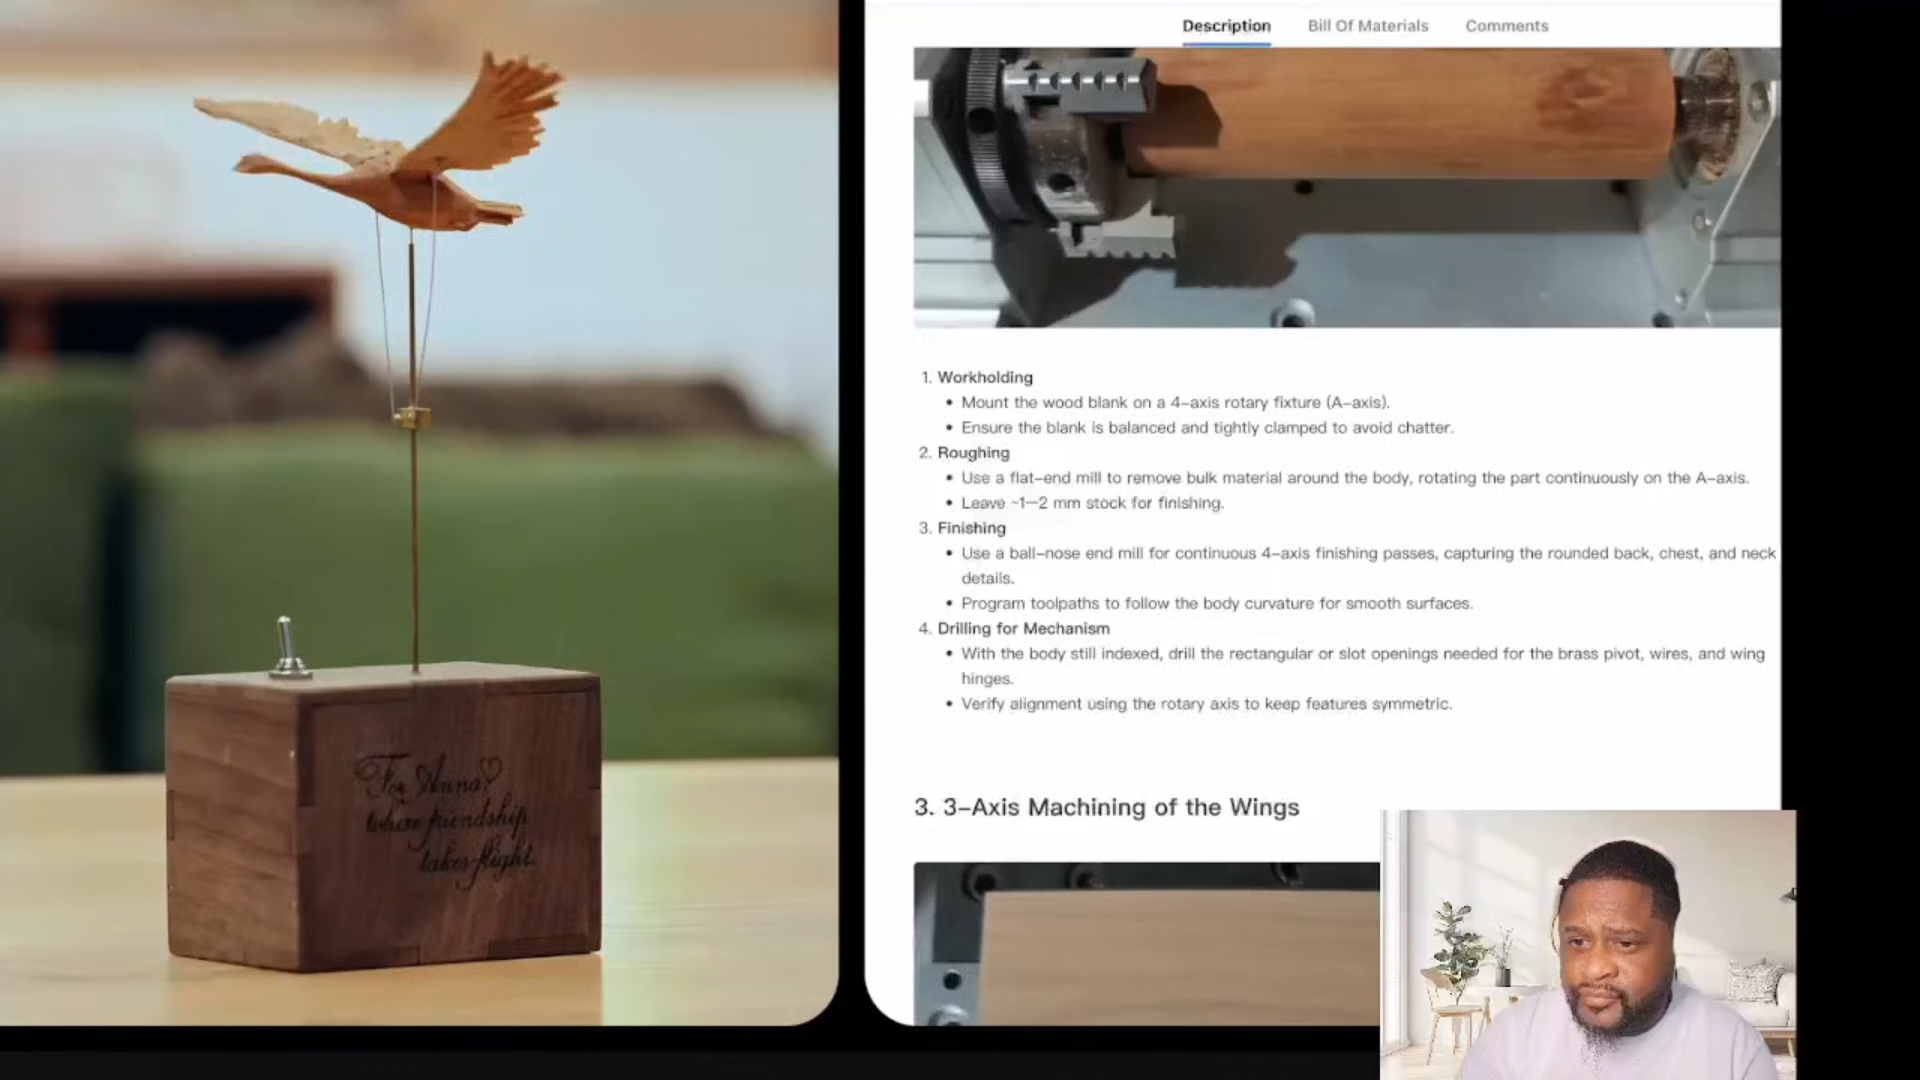 For Anna
where friendship
takes flight
Description Bill Of Materials Comments
1. Workholding
• Mount the wood blank on a 4-axis rotary fixture (A-axis).
• Ensure the blank is balanced and tightly clamped to avoid chatter.
2. Roughing
• Use a flat-end mill to remove bulk material around the body, rotating the part continuously on the A-axis.
• Leave ~1—2 mm stock for finishing.
3. Finishing
• Use a ball-nose end mill for continuous 4-axis finishing passes, capturing the rounded back, chest, and neck
details.
• Program toolpaths to follow the body curvature for smooth surfaces.
4. Drilling for Mechanism
• With the body still indexed, drill the rectangular or slot openings needed for the brass pivot, wires, and wing
hinges.
• Verify alignment using the rotary axis to keep features symmetric.
3. 3-Axis Machining of the Wings